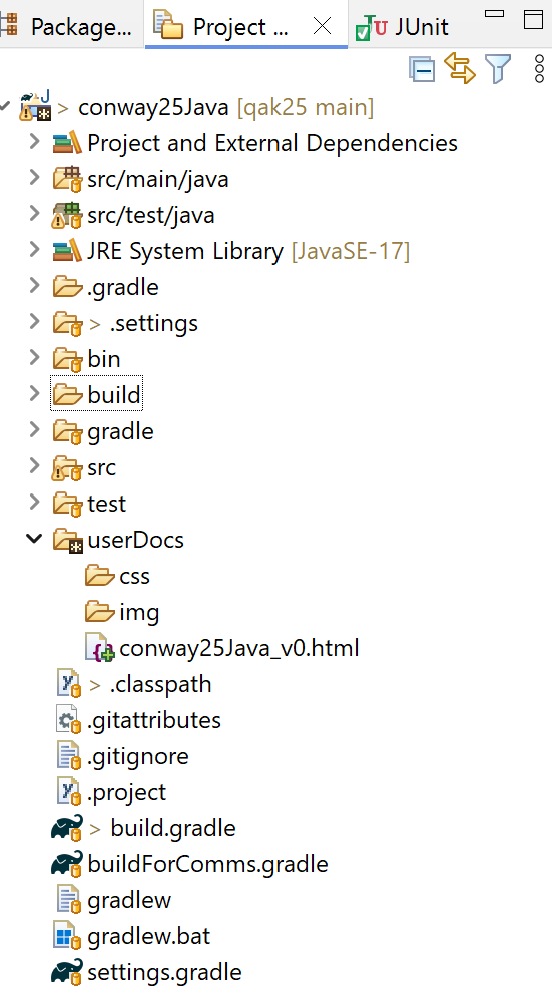 Package... Project ... JUnit
> conway25Java [qak25 main]
Project and External Dependencies
src/main/java
src/test/java
JRE System Library [JavaSE-17]
.gradle
> .settings
bin
build
gradle
src
test
userDocs
css
img
conway25Java_v0.html
> .classpath
.gitattributes
.gitignore
.project
> build.gradle
buildForComms.gradle
gradlew
gradlew.bat
settings.gradle